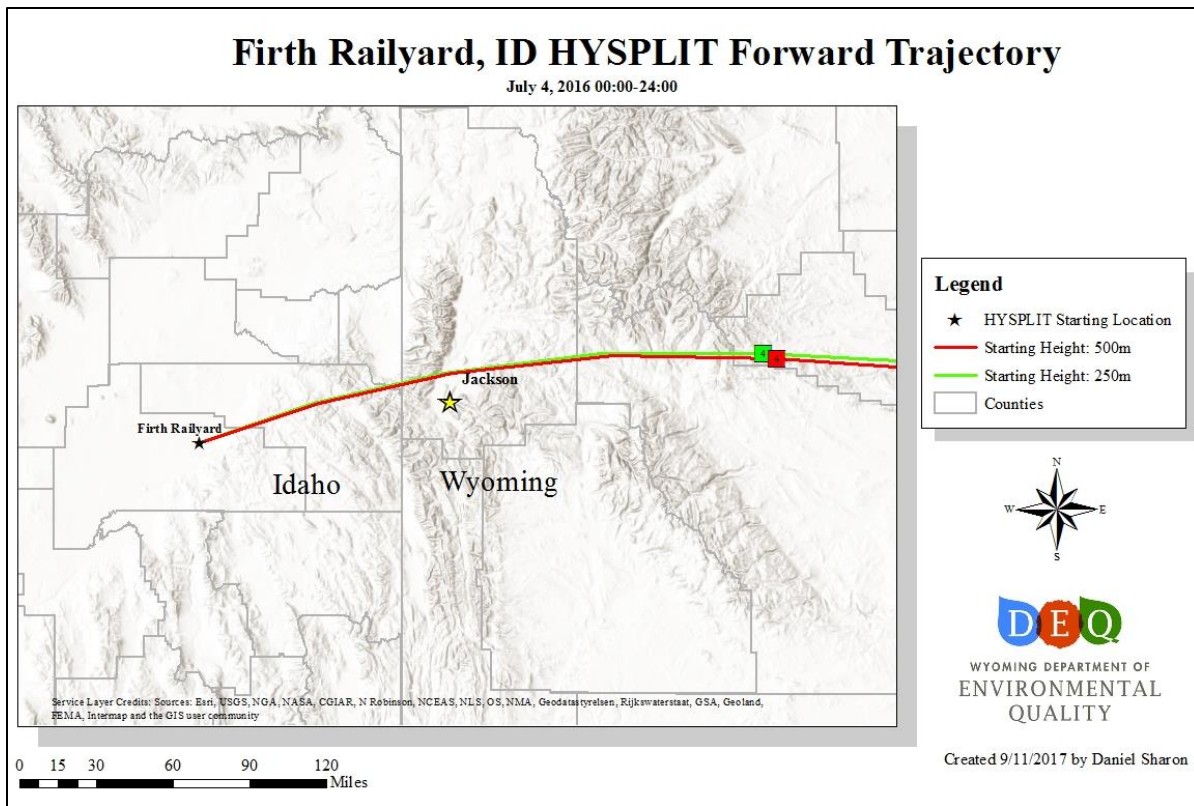 Firth Railyard, ID HYSPLIT Forward Trajectory
July 4, 2016 00:00-24:00
Jackson
Firth Railyard
Idaho
Wyoming
4
4
Service Layer Credits: Sources: Esri, USGS, NGA, NASA, CGIAR, N Robinson, NCEAS, NLS, OS, NMA, Geodatastyrelsen, Rijkswaterstaat, GSA, Geoland,
FEMA, Intermap and the GIS user community
0 15 30 60 90 120
Miles
Legend
HYSPLIT Starting Location
Starting Height: 500m
Starting Height: 250m
Counties
N
W E
S
DEQ
WYOMING DEPARTMENT OF
ENVIRONMENTAL
QUALITY
Created 9/11/2017 by Daniel Sharon